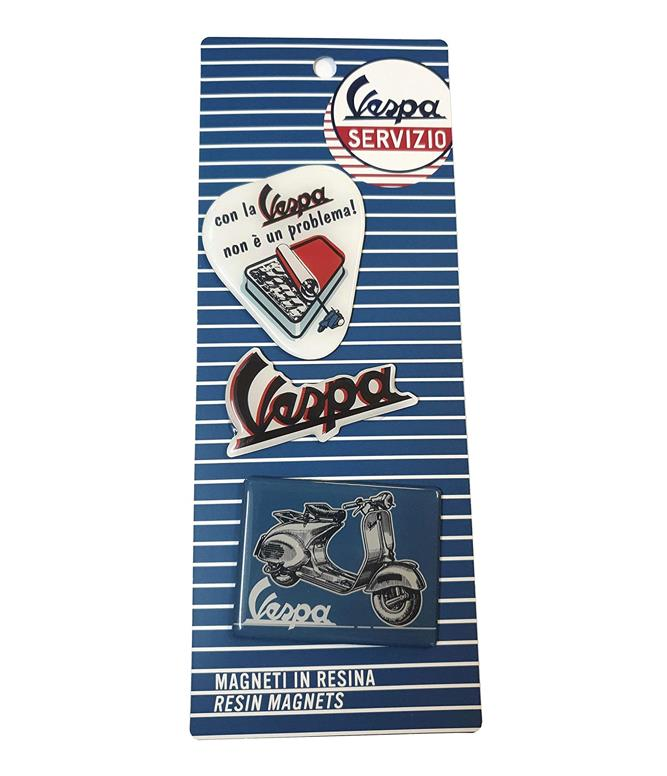 Vespa
SERVIZIO
con la Vespa
non è un problema!
Vespa
Vespa
MAGNETI IN RESINA
RESIN MAGNETS